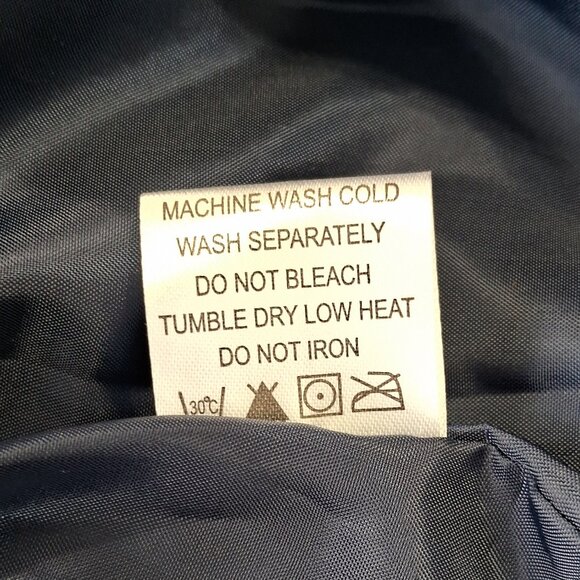 MACHINE WASH COLD
WASH SEPARATELY
DO NOT BLEACH
TUMBLE DRY LOW HEAT
DO NOT IRON
30℃